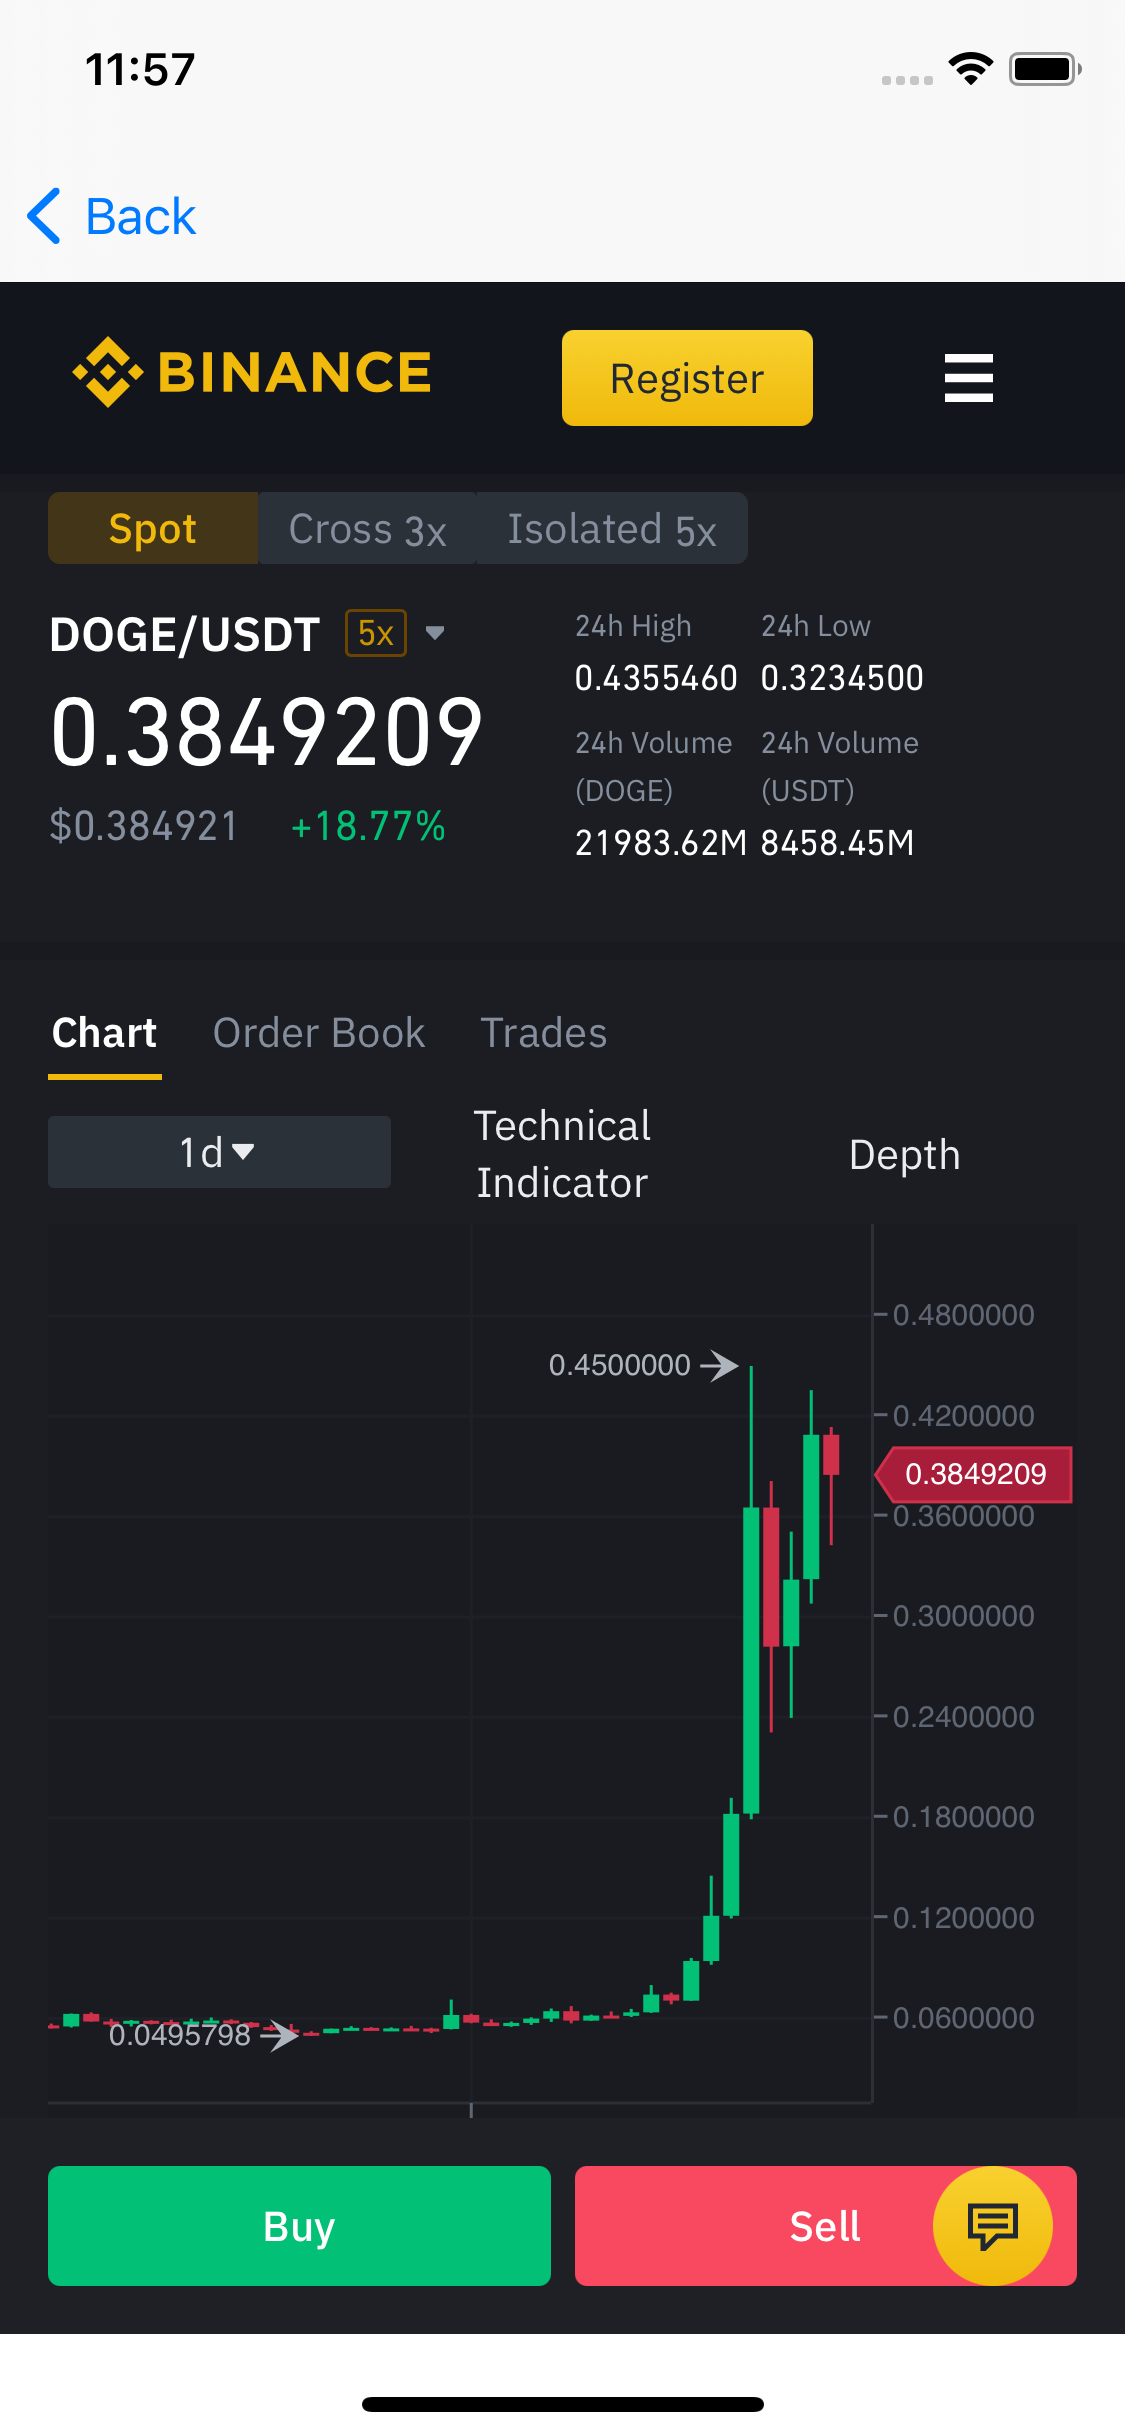 11:57
Back
BINANCE
Register
Spot
Cross 3x
Isolated 5x
DOGE/USDT 5x
0.3849209
$0.384921 +18.77%
24h High
0.4355460
24h Low
0.3234500
24h Volume
(DOGE)
21983.62M
24h Volume
(USDT)
8458.45M
Chart
Order Book
Trades
1d
Technical
Indicator
Depth
0.4800000
0.4500000
0.4200000
0.3849209
0.3600000
0.3000000
0.2400000
0.1800000
0.1200000
0.0600000
0.0495798
Buy
Sell